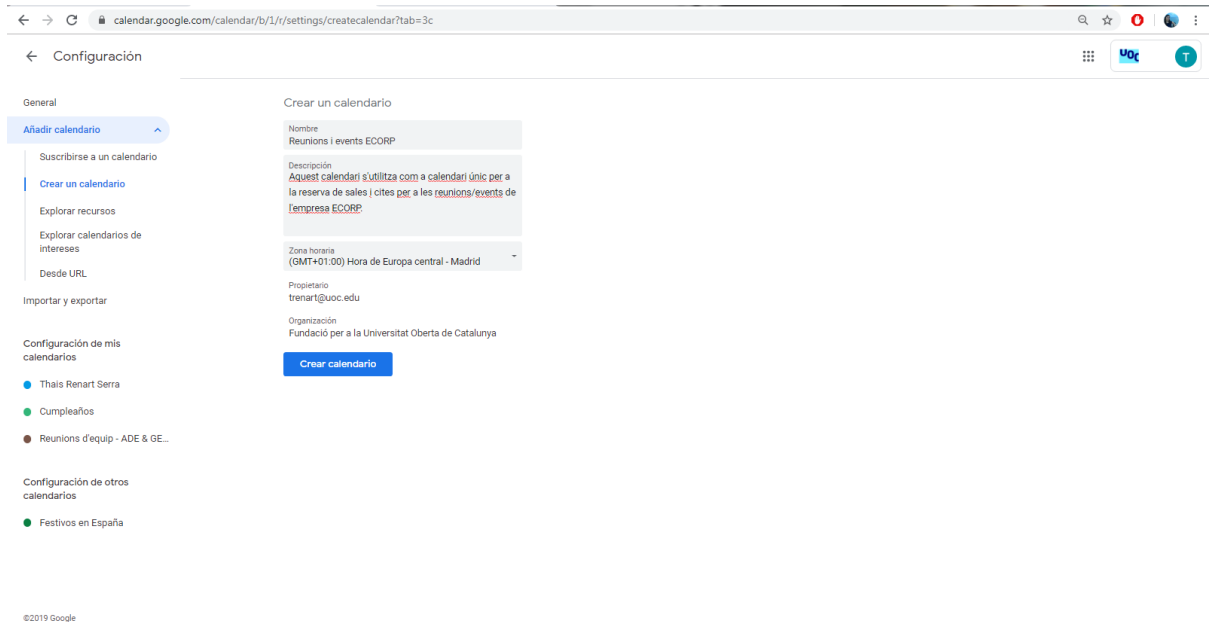 calendar.google.com/calendar/b/1/r/settings/createcalendar?tab=3c
Configuración
UOC
T
General
Añadir calendario
Suscribirse a un calendario
Crear un calendario
Explorar recursos
Explorar calendarios de
intereses
Desde URL
Importar y exportar
Configuración de mis
calendarios
Thais Renart Serra
Cumpleaños
Reunions d'equip - ADE & GE...
Configuración de otros
calendarios
Festivos en España
©2019 Google
Crear un calendario
Nombre
Reunions i events ECORP
Descripción
Aquest calendari s'utilitza com a calendari únic per a
la reserva de sales i cites per a les reunions/events de
l'empresa ECORP.
Zona horaria
(GMT+01:00) Hora de Europa central - Madrid
Propietario
trenart@uoc.edu
Organización
Fundació per a la Universitat Oberta de Catalunya
Crear calendario